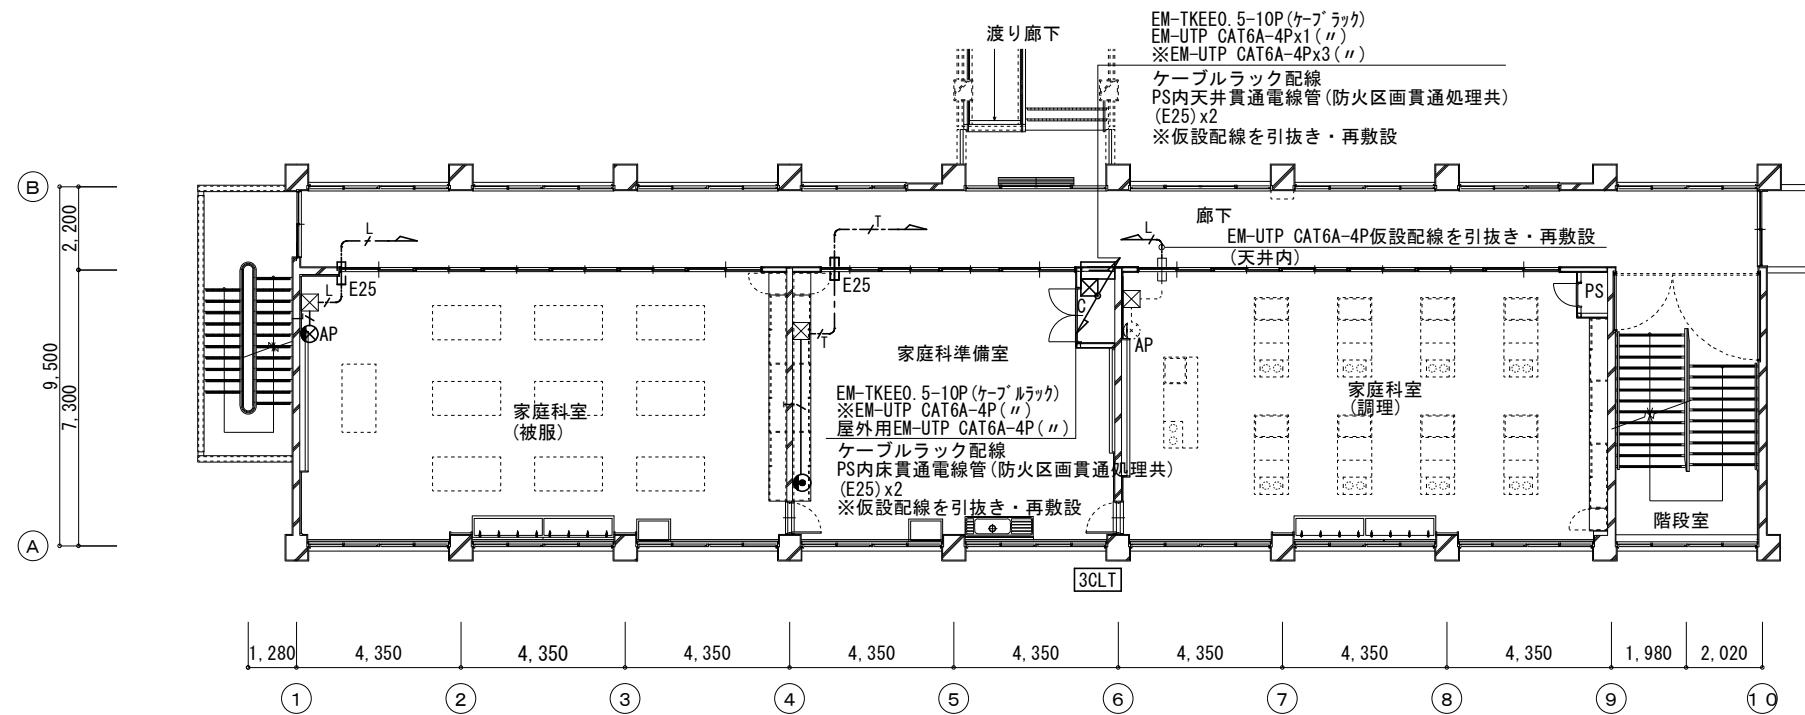 EM-TKEE0.5-10P(ケーブラック)
EM-UTP CAT6A-4Px1(〃)
※EM-UTP CAT6A-4Px3(〃)
渡り廊下
ケーブルラック配線
PS内天井貫通電線管(防火区画貫通処理共)
(E25)x2
※仮設配線を引抜き・再敷設
B
2,200
L
T
L
廊下
EM-UTP CAT6A-4P仮設配線を引抜き・再敷設
(天井内)
L
E25
E25
C
PS
AP
T
AP
家庭科準備室
9,500
7,300
家庭科室
(被服)
T
EM-TKEE0.5-10P(ケーブルラック)
※EM-UTP CAT6A-4P(〃)
屋外用EM-UTP CAT6A-4P(〃)
家庭科室
(調理)
ケーブルラック配線
PS内床貫通電線管(防火区画貫通処理共)
(E25)x2
※仮設配線を引抜き・再敷設
階段室
A
3CLT
1,280
4,350
4,350
4,350
4,350
4,350
4,350
4,350
4,350
1,980
2,020
1
2
3
4
5
6
7
8
9
10